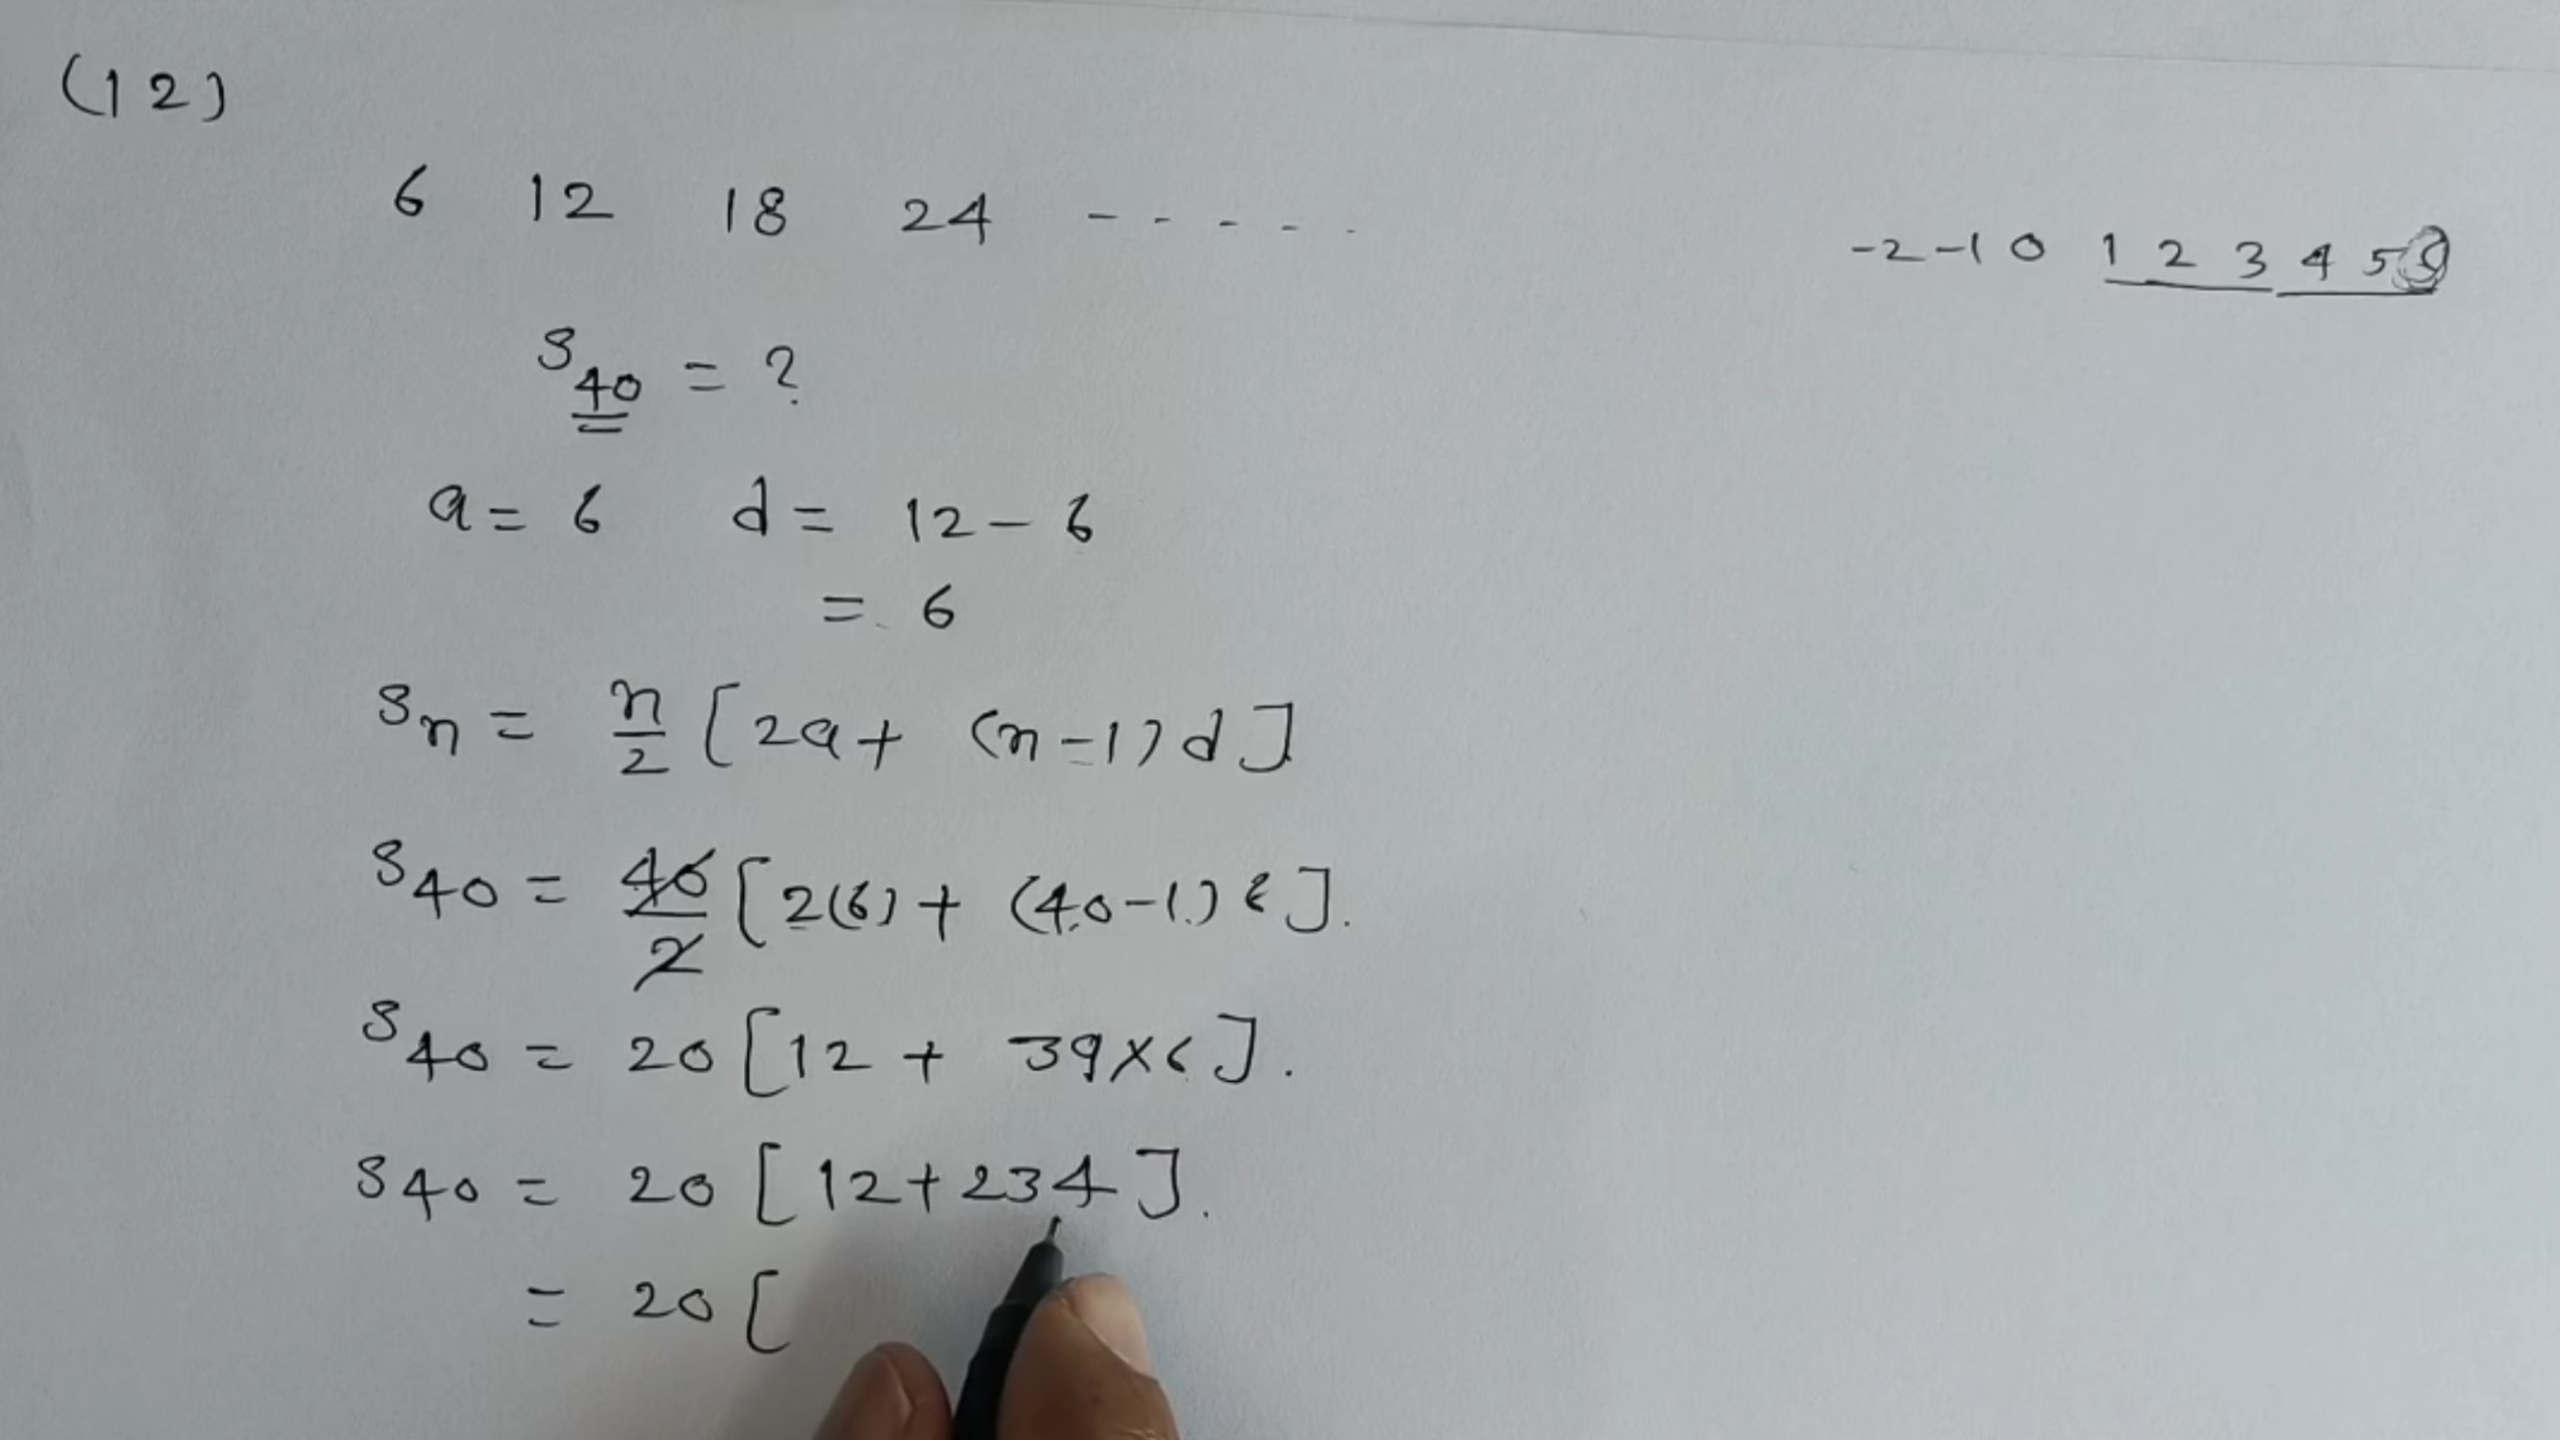 (12)
6 12 18 24 - - - - -
-2 -1 0 1 2 3 4 5
S40 = ?
a = 6 d = 12 - 6
= 6
Sn = n/2 [2a + (n-1)d]
S40 = 40/2 [2(6) + (40-1)6].
S40 = 20 [12 + 39×6].
S40 = 20 [12+234].
= 20 [